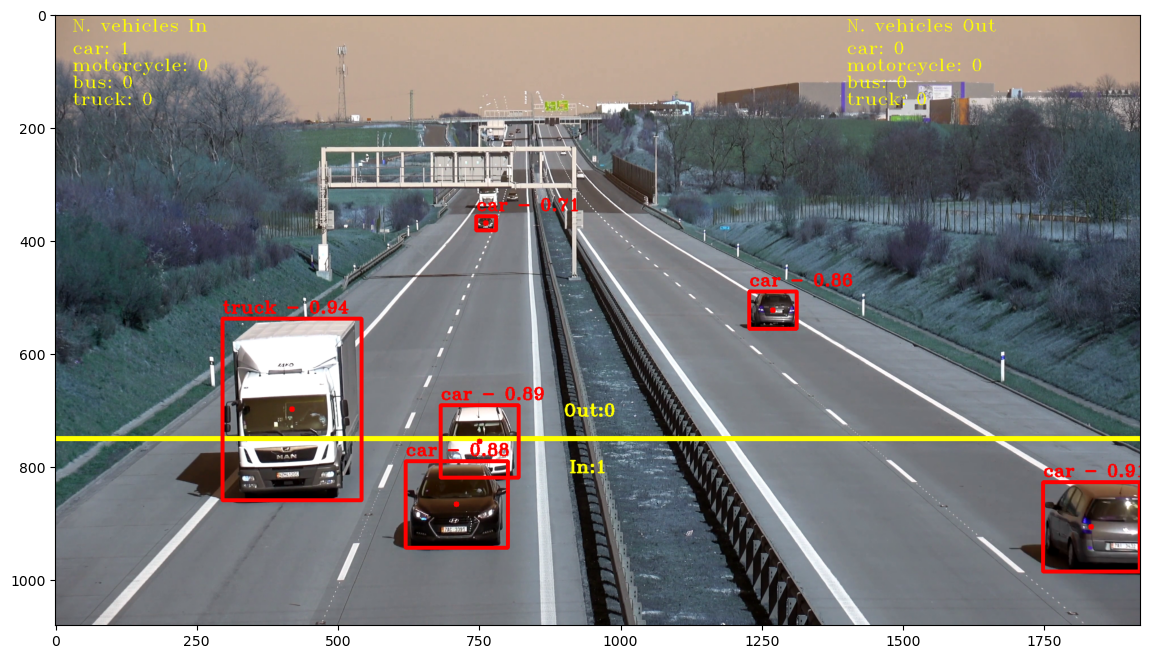 N. vehicles In
car: 1
motorcycle: 0
bus: 0
truck: 0
N. vehicles Out
car: 0
motorcycle: 0
bus: 0
truck: 0
car - 0.71
car - 0.86
truck - 0.94
car - 0.89
Out:0
car - 0.88
In:1
car - 0.9
MAN
0
200
400
600
800
1000
0
250
500
750
1000
1250
1500
1750